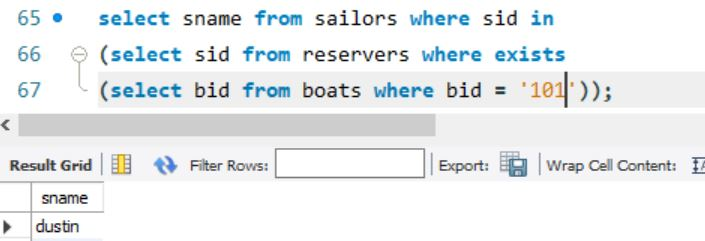 65 select sname from sailors where sid in
66 (select sid from reservers where exists
67 (select bid from boats where bid = '101'));
Result Grid Filter Rows: Export: Wrap Cell Content:
sname
dustin